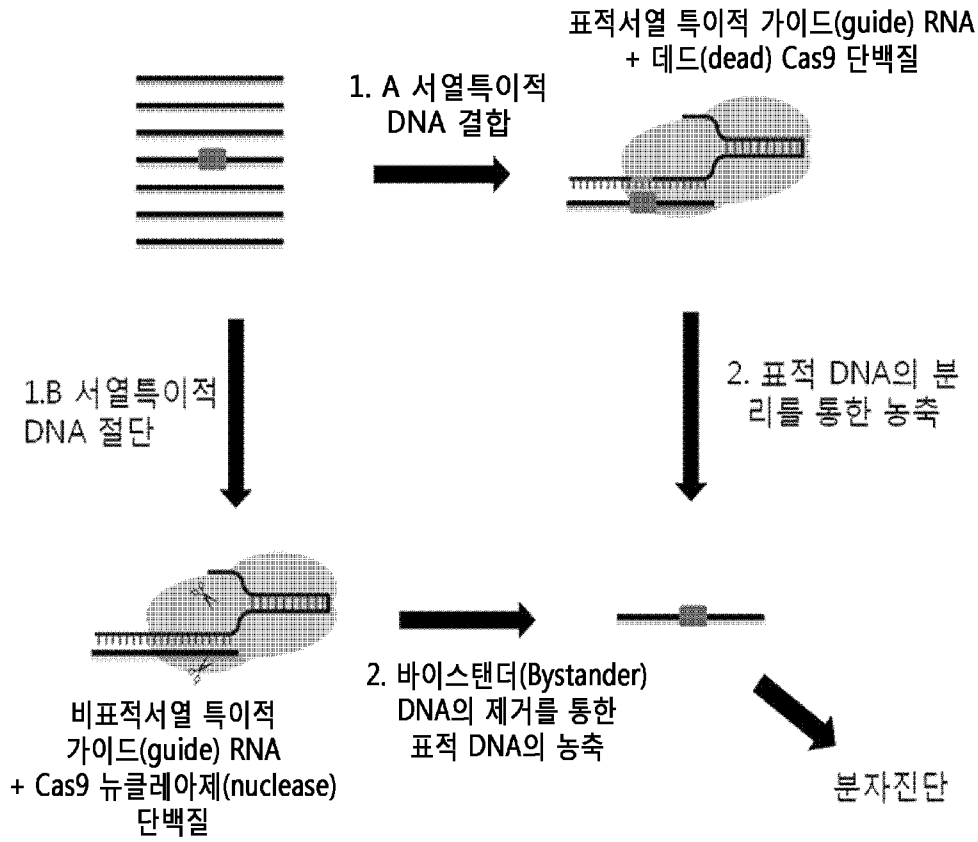 표적서열 특이적 가이드(guide) RNA
+ 데드(dead) Cas9 단백질
1. A 서열특이적
DNA 결합
1.B 서열특이적
DNA 절단
2. 표적 DNA의 분
리를 통한 농축
비표적서열 특이적
가이드(guide) RNA
+ Cas9 뉴클레아제(nuclease)
단백질
2. 바이스탠더(Bystander)
DNA의 제거를 통한
표적 DNA의 농축
분자진단